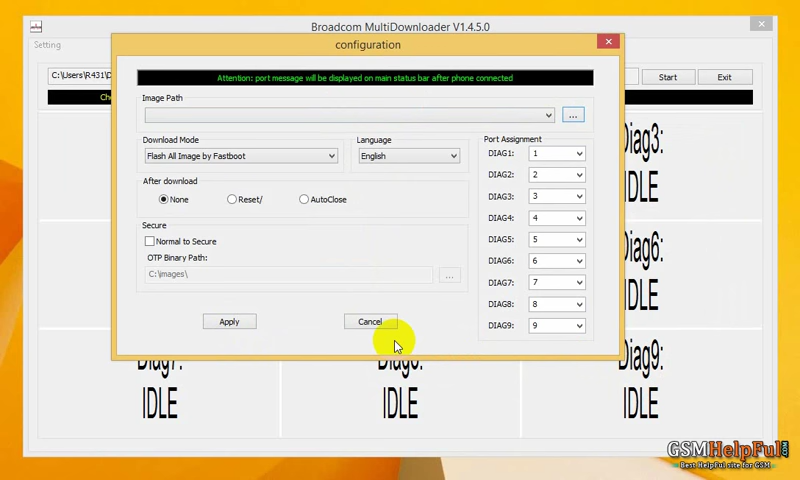 Broadcom MultiDownloader V1.4.5.0
Setting
configuration
C:\Users\R431\D
Start
Exit
Attention: port message will be displayed on main status bar after phone connected
Image Path
...
Download Mode
Language
Port Assignment
Flash All Image by Fastboot
English
DIAG1: 1
DIAG2: 2
DIAG3: 3
DIAG4: 4
DIAG5: 5
DIAG6: 6
DIAG7: 7
DIAG8: 8
DIAG9: 9
After download
None
Reset/
AutoClose
Secure
Normal to Secure
OTP Binary Path:
C:\images\
...
Apply
Cancel
Diag3:
IDLE
Diag6:
IDLE
Diag7:
IDLE
IDLE
Diag9:
IDLE
GSMHelpFul.com
Best HelpFul site for GSM